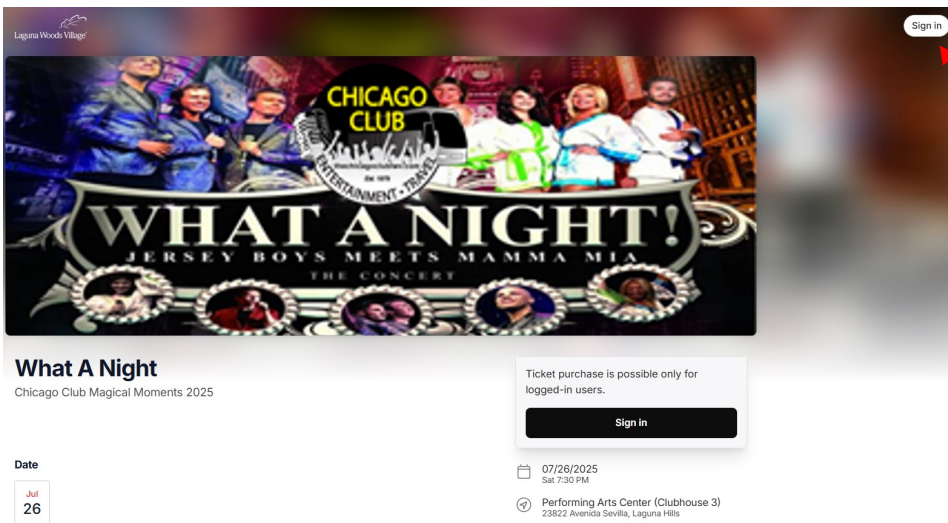 Laguna Woods Village®
Sign in
CHICAGO
CLUB
Est. 1979
ENTERTAINMENT • TRAVEL
WHAT A NIGHT!
JERSEY BOYS MEETS MAMMA MIA
THE CONCERT
What A Night
Chicago Club Magical Moments 2025
Ticket purchase is possible only for
logged-in users.
Sign in
Date
Jul
26
07/26/2025
Sat 7:30 PM
Performing Arts Center (Clubhouse 3)
23822 Avenida Sevilla, Laguna Hills